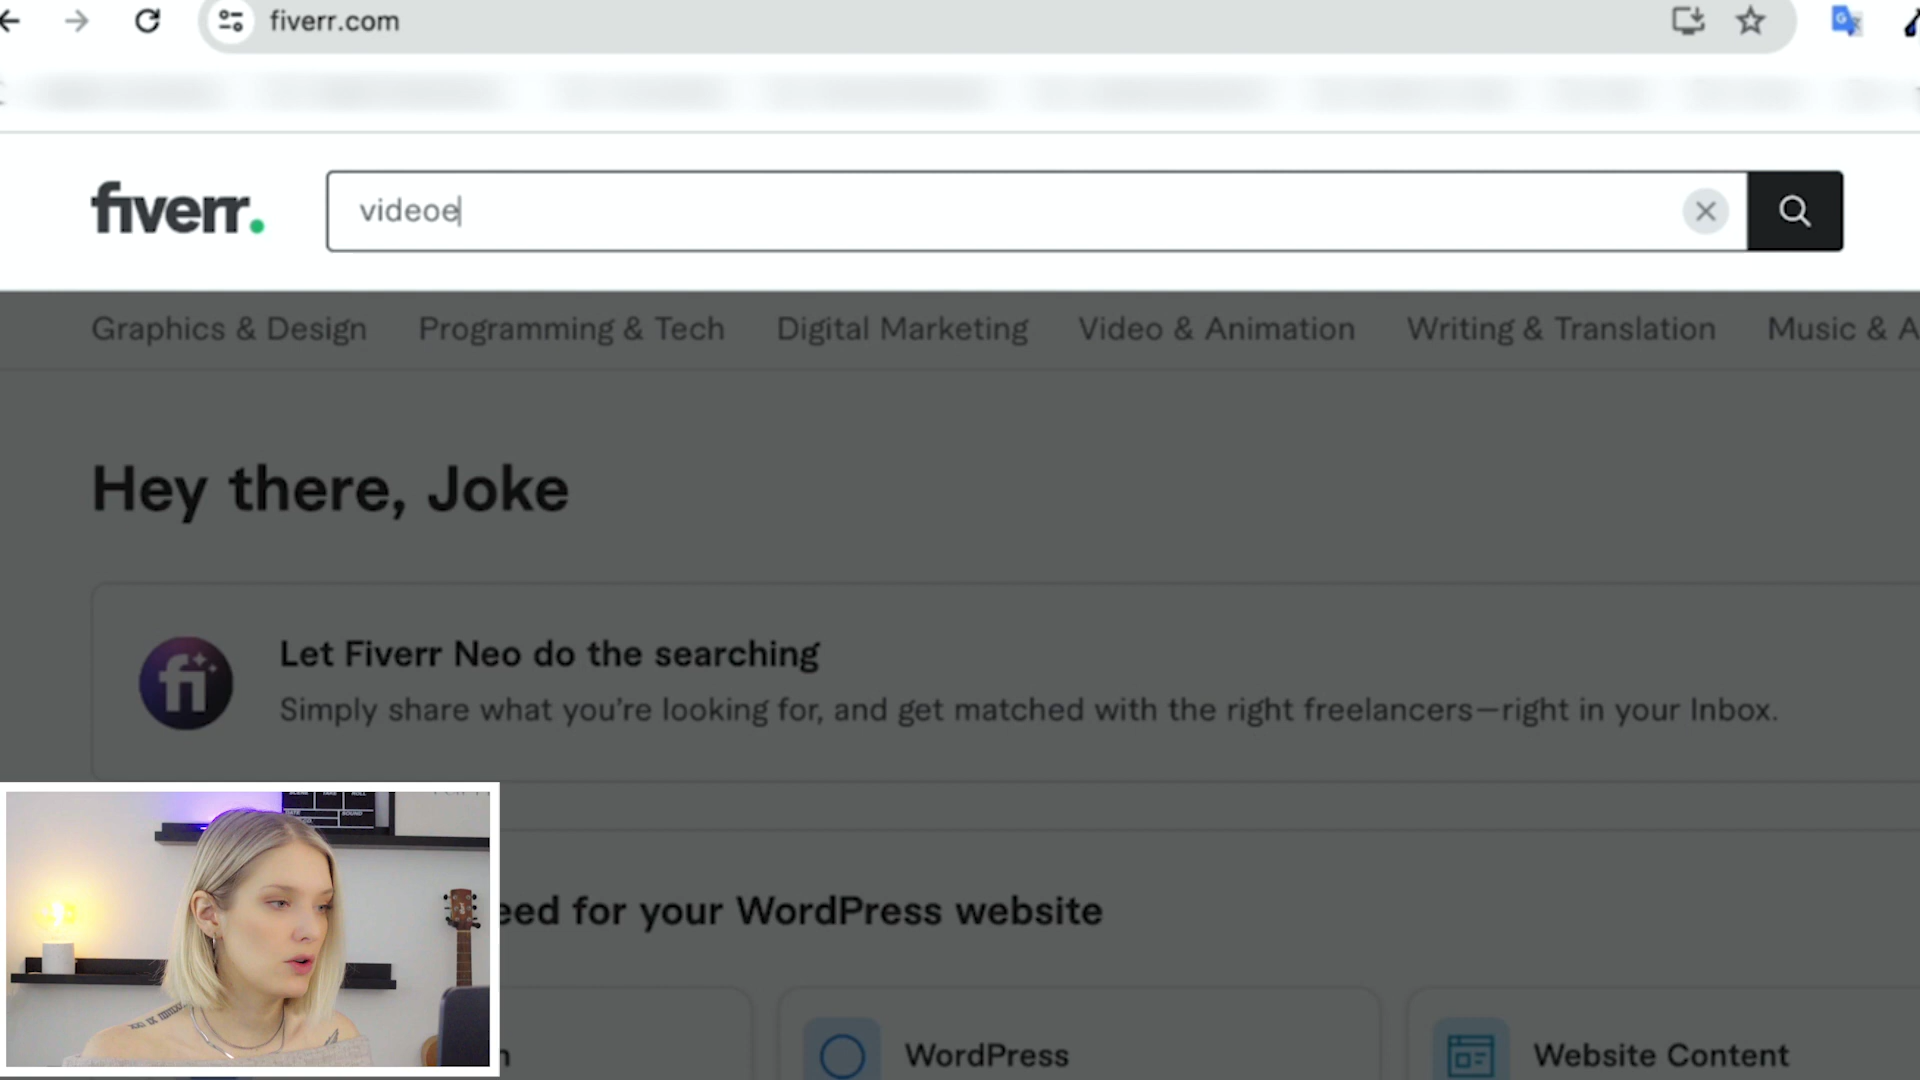 fiverr.com
fiverr.
videoe
Graphics & Design Programming & Tech Digital Marketing Video & Animation Writing & Translation Music & A
Hey there, Joke
Let Fiverr Neo do the searching
Simply share what you're looking for, and get matched with the right freelancers—right in your Inbox.
eed for your WordPress website
WordPress
Website Content